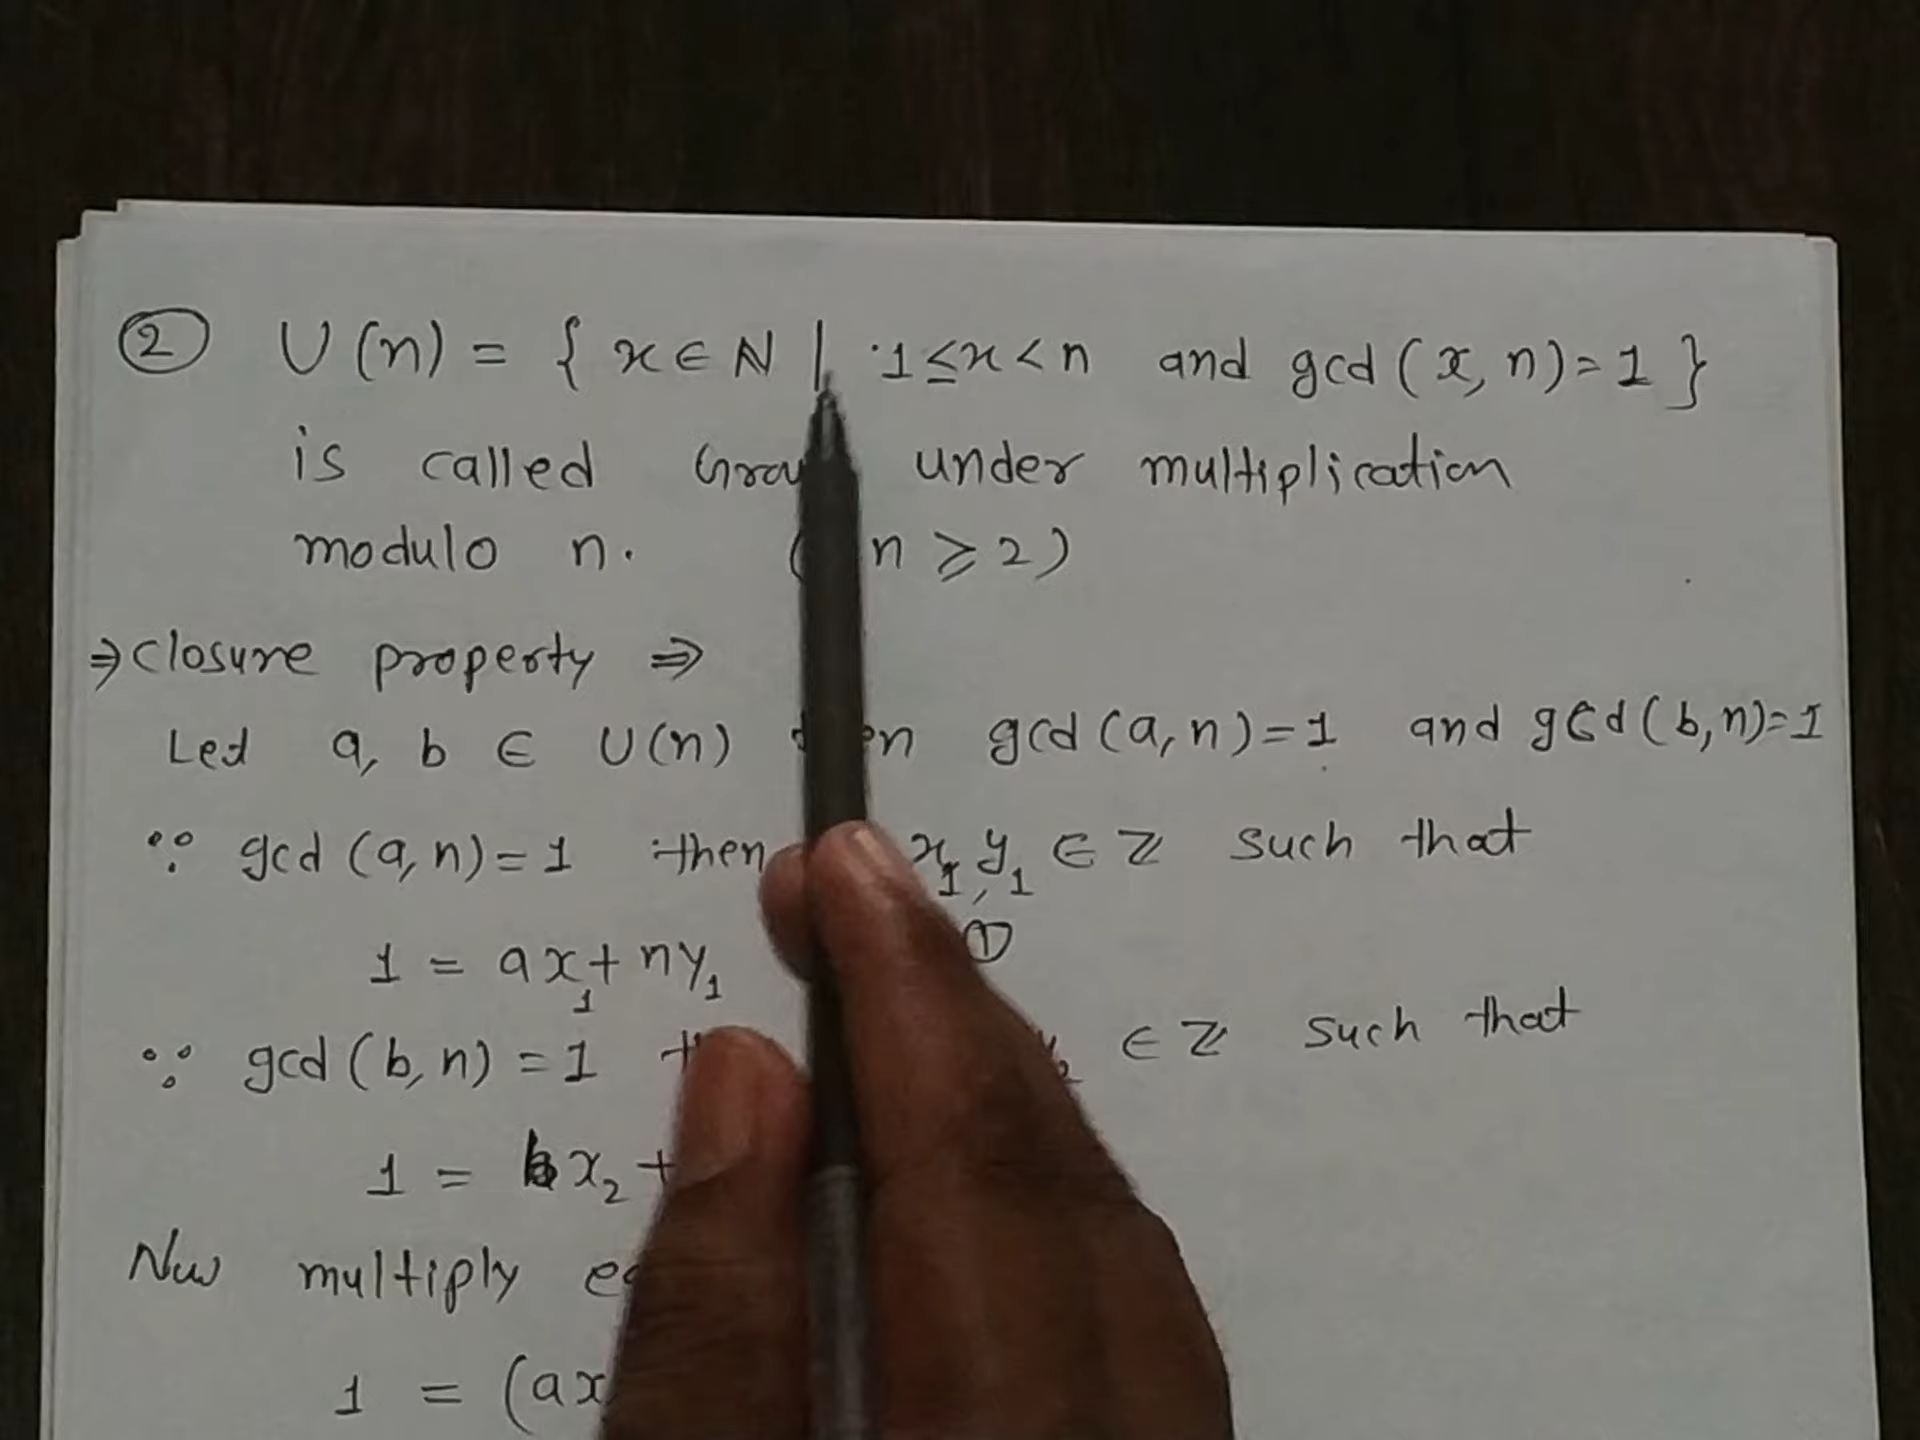 ② U(n) = { x ∈ N | 1 ≤ x < n and gcd (x, n) = 1 }
is called under multiplication
modulo n. n ≥ 2)
⇒ closure property ⇒
Let a, b ∈ U(n) gcd (a, n) = 1 and gcd (b, n) = 1
∵ gcd (a, n) = 1 then x₁, y₁ ∈ Z such that
1 = ax₁ + ny₁ ①
∵ gcd (b, n) = 1 ∈ Z such that
1 = bx₂ +
Now multiply
1 = (ax